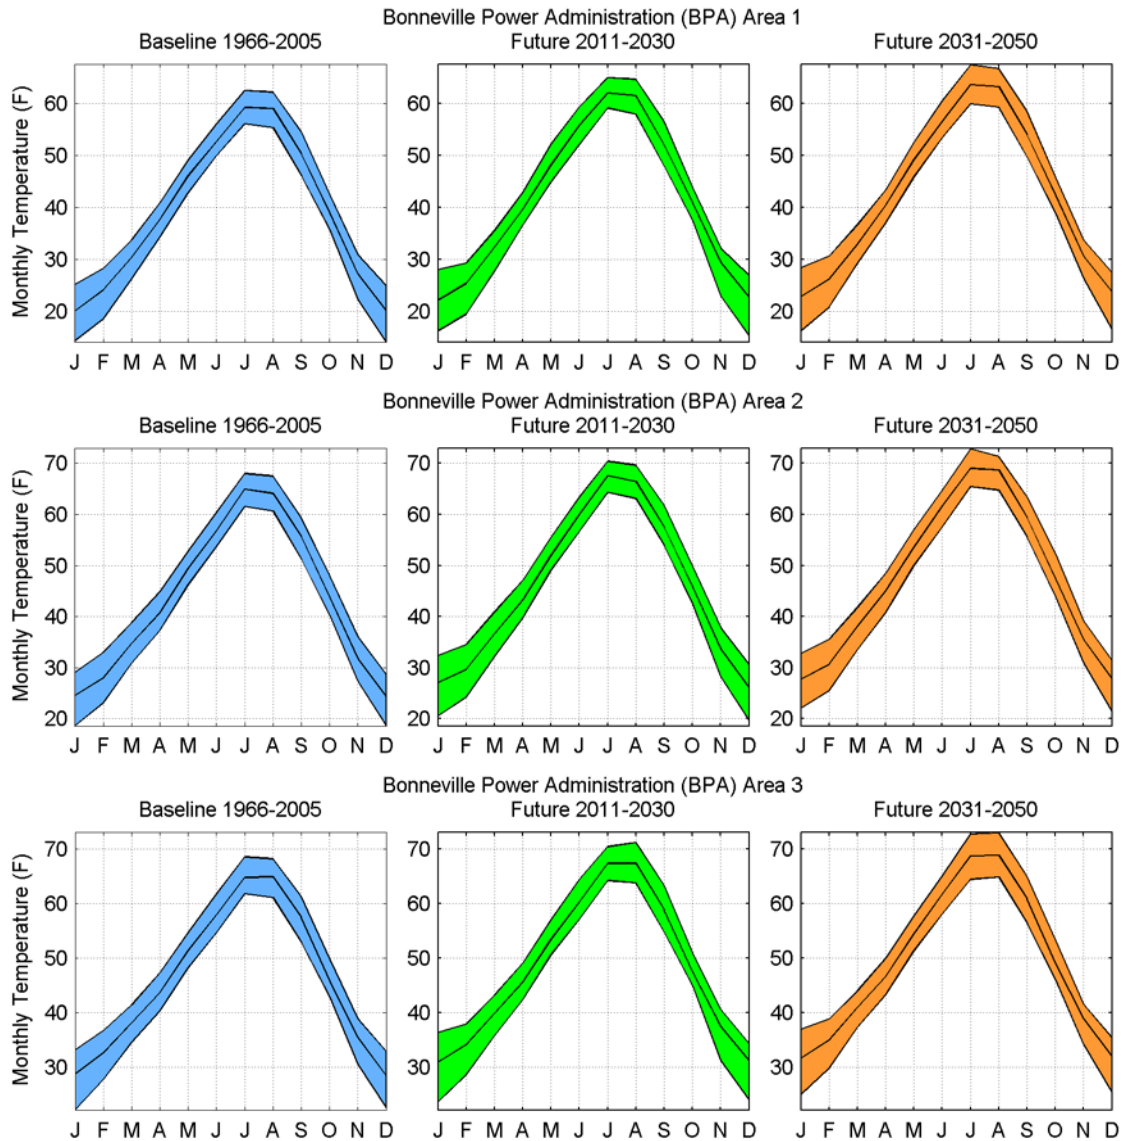 Bonneville Power Administration (BPA) Area 1
Baseline 1966-2005 Future 2011-2030 Future 2031-2050
Monthly Temperature (F)
60 60 60
50 50 50
40 40 40
30 30 30
20 20 20
J F M A M J J A S O N D J F M A M J J A S O N D J F M A M J J A S O N D
Bonneville Power Administration (BPA) Area 2
Baseline 1966-2005 Future 2011-2030 Future 2031-2050
Monthly Temperature (F)
70 70 70
60 60 60
50 50 50
40 40 40
30 30 30
20 20 20
J F M A M J J A S O N D J F M A M J J A S O N D J F M A M J J A S O N D
Bonneville Power Administration (BPA) Area 3
Baseline 1966-2005 Future 2011-2030 Future 2031-2050
Monthly Temperature (F)
70 70 70
60 60 60
50 50 50
40 40 40
30 30 30
J F M A M J J A S O N D J F M A M J J A S O N D J F M A M J J A S O N D